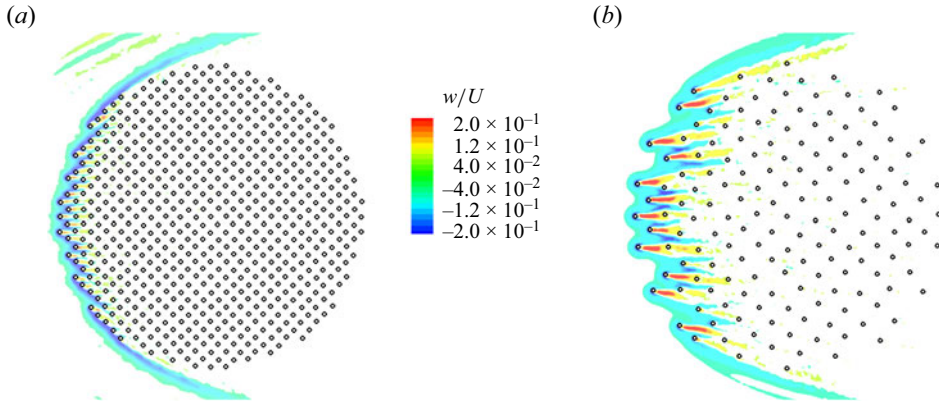 (a)
(b)
w/U
2.0 × 10⁻¹
1.2 × 10⁻¹
4.0 × 10⁻²
–4.0 × 10⁻²
–1.2 × 10⁻¹
–2.0 × 10⁻¹